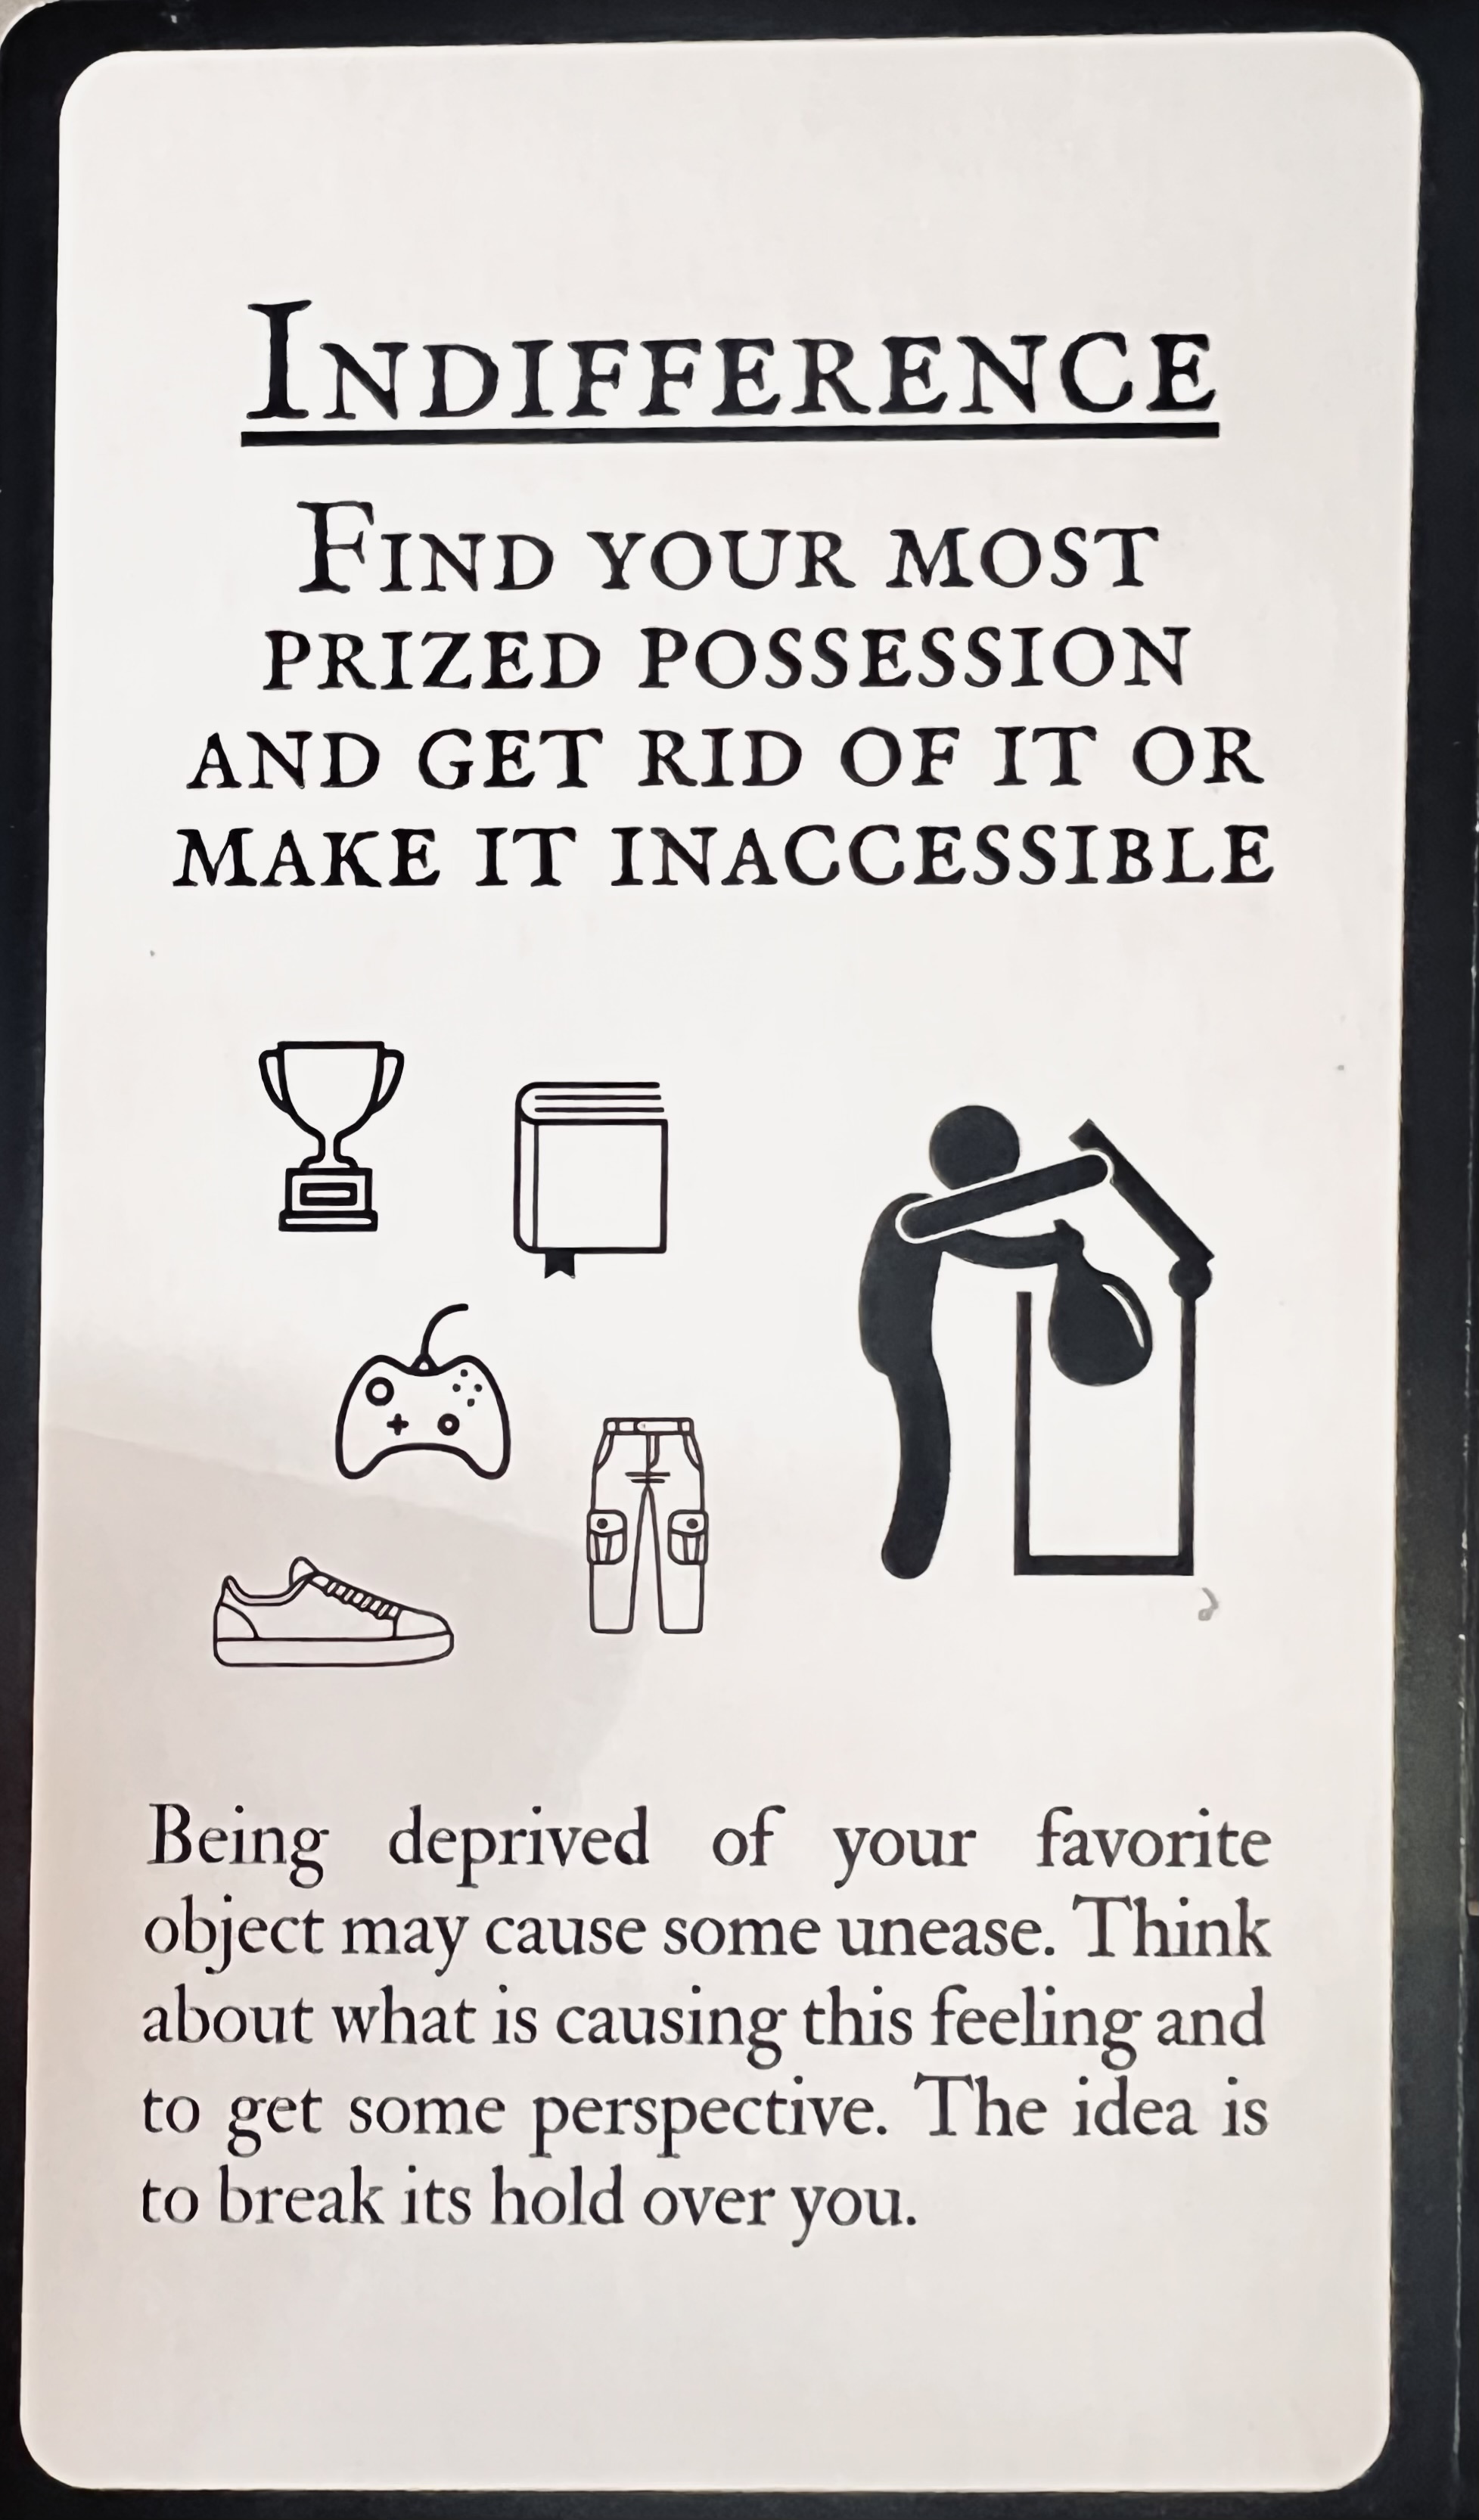 INDIFFERENCE
FIND YOUR MOST
PRIZED POSSESSION
AND GET RID OF IT OR
MAKE IT INACCESSIBLE
Being deprived of your favorite
object may cause some unease. Think
about what is causing this feeling and
to get some perspective. The idea is
to break its hold over you.